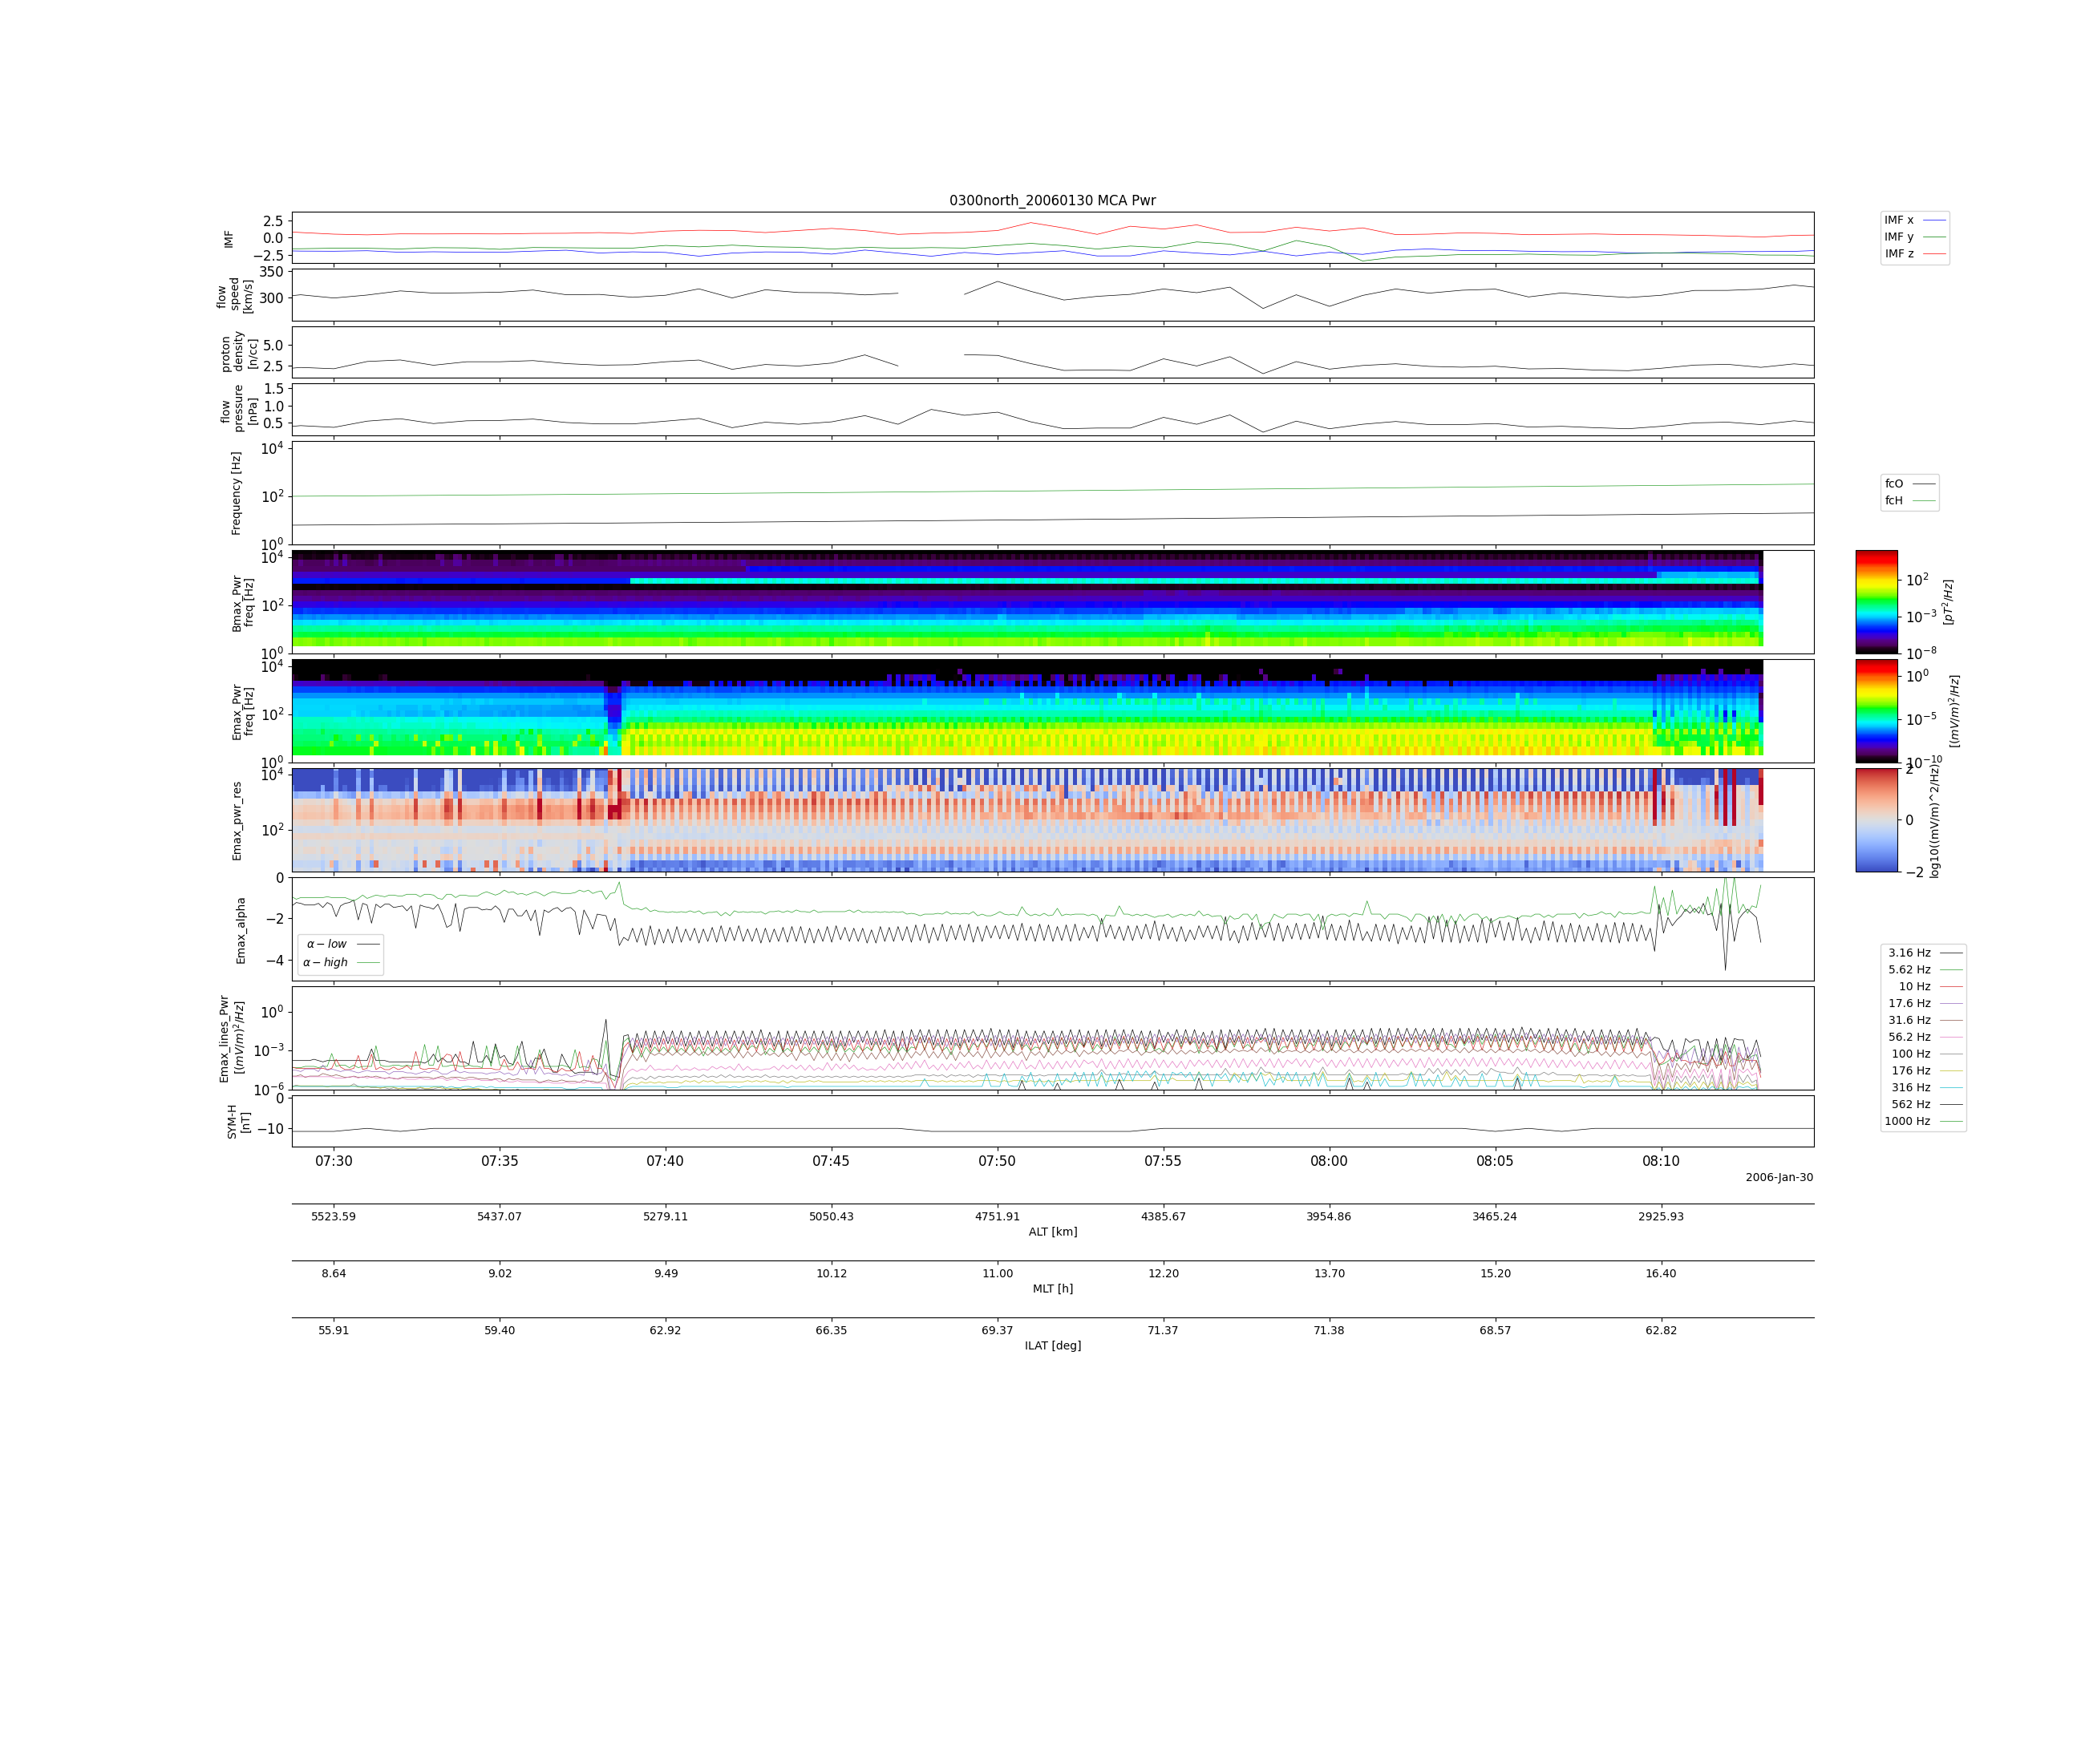 0300north_20060130 MCA Pwr
IMF
2.5
0.0
−2.5
IMF x
IMF y
IMF z
flow
speed
[km/s]
350
300
proton
density
[n/cc]
5.0
2.5
flow
pressure
[nPa]
1.5
1.0
0.5
Frequency [Hz]
10^4
10^2
10^0
fcO
fcH
Bmax_Pwr
freq [Hz]
10^4
10^2
10^0
10^2
10^−3
10^−8
[pT^2/Hz]
Emax_Pwr
freq [Hz]
10^4
10^2
10^0
10^0
10^−5
10^−10
[(mV/m)^2/Hz]
Emax_pwr_res
10^4
10^2
2
0
−2
log10((mV/m)^2/Hz)
Emax_alpha
0
−2
−4
α − low
α − high
Emax_lines_Pwr
[(mV/m)^2/Hz]
10^0
10^−3
10^−6
3.16 Hz
5.62 Hz
10 Hz
17.6 Hz
31.6 Hz
56.2 Hz
100 Hz
176 Hz
316 Hz
562 Hz
1000 Hz
SYM-H
[nT]
0
−10
07:30 07:35 07:40 07:45 07:50 07:55 08:00 08:05 08:10
2006-Jan-30
5523.59 5437.07 5279.11 5050.43 4751.91 4385.67 3954.86 3465.24 2925.93
ALT [km]
8.64 9.02 9.49 10.12 11.00 12.20 13.70 15.20 16.40
MLT [h]
55.91 59.40 62.92 66.35 69.37 71.37 71.38 68.57 62.82
ILAT [deg]